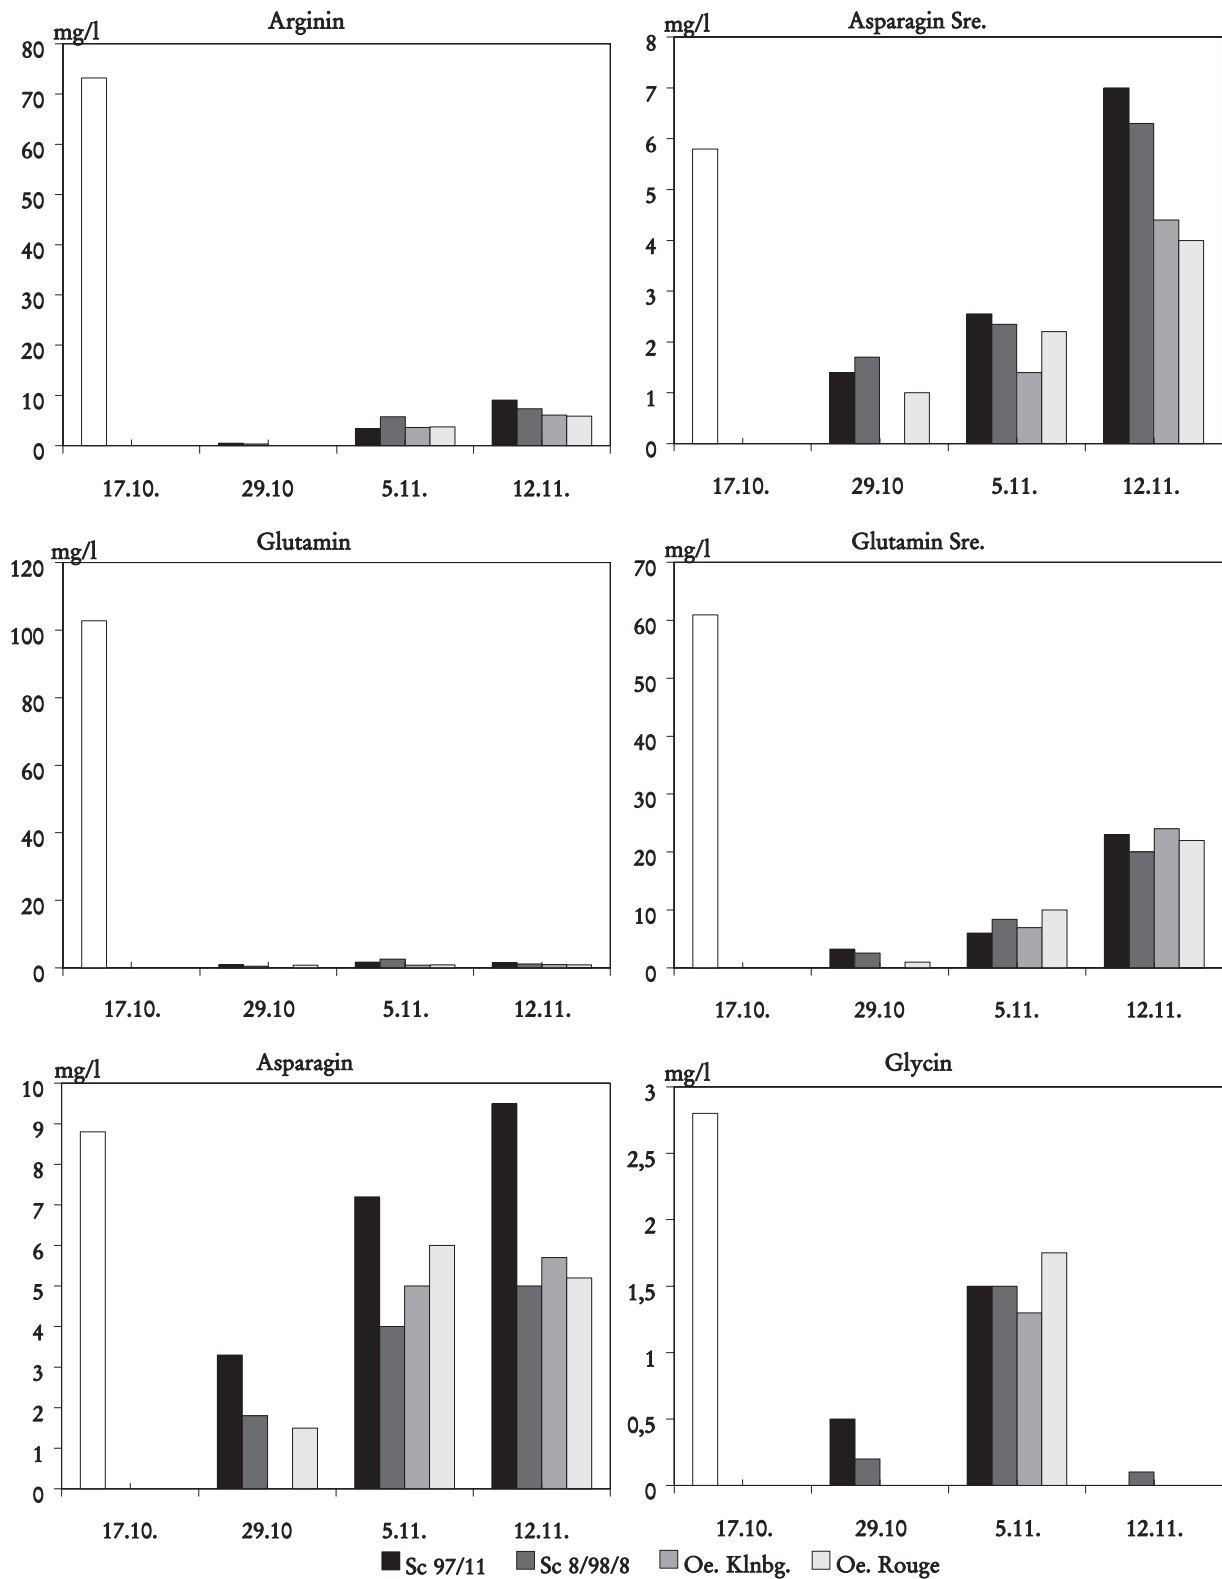 Arginin
mg/l
80
70
60
50
40
30
20
10
0
17.10. 29.10 5.11. 12.11.
Asparagin Sre.
mg/l
8
7
6
5
4
3
2
1
0
17.10. 29.10 5.11. 12.11.
Glutamin
mg/l
120
100
80
60
40
20
0
17.10. 29.10 5.11. 12.11.
Glutamin Sre.
mg/l
70
60
50
40
30
20
10
0
17.10. 29.10 5.11. 12.11.
Asparagin
mg/l
10
9
8
7
6
5
4
3
2
1
0
17.10. 29.10 5.11. 12.11.
Glycin
mg/l
3
2,5
2
1,5
1
0,5
0
17.10. 29.10 5.11. 12.11.
Sc 97/11 Sc 8/98/8 Oe. Klnbg. Oe. Rouge